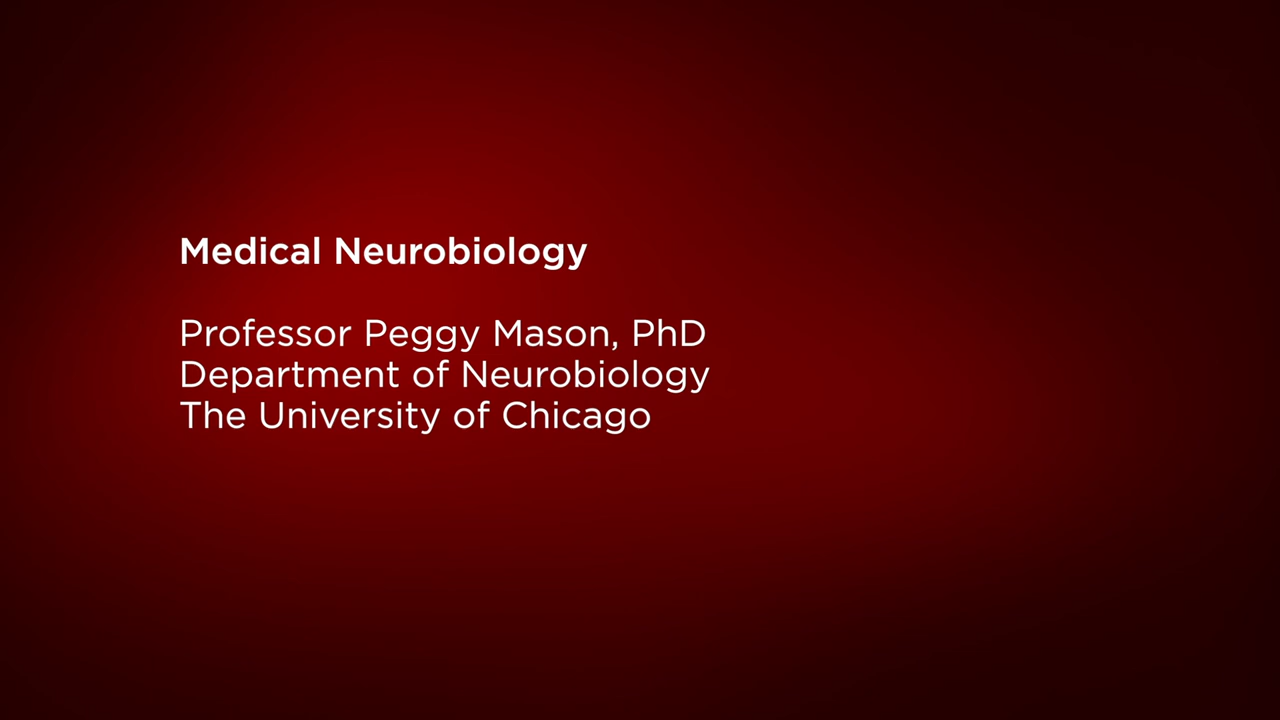 Medical Neurobiology
Professor Peggy Mason, PhD
Department of Neurobiology
The University of Chicago